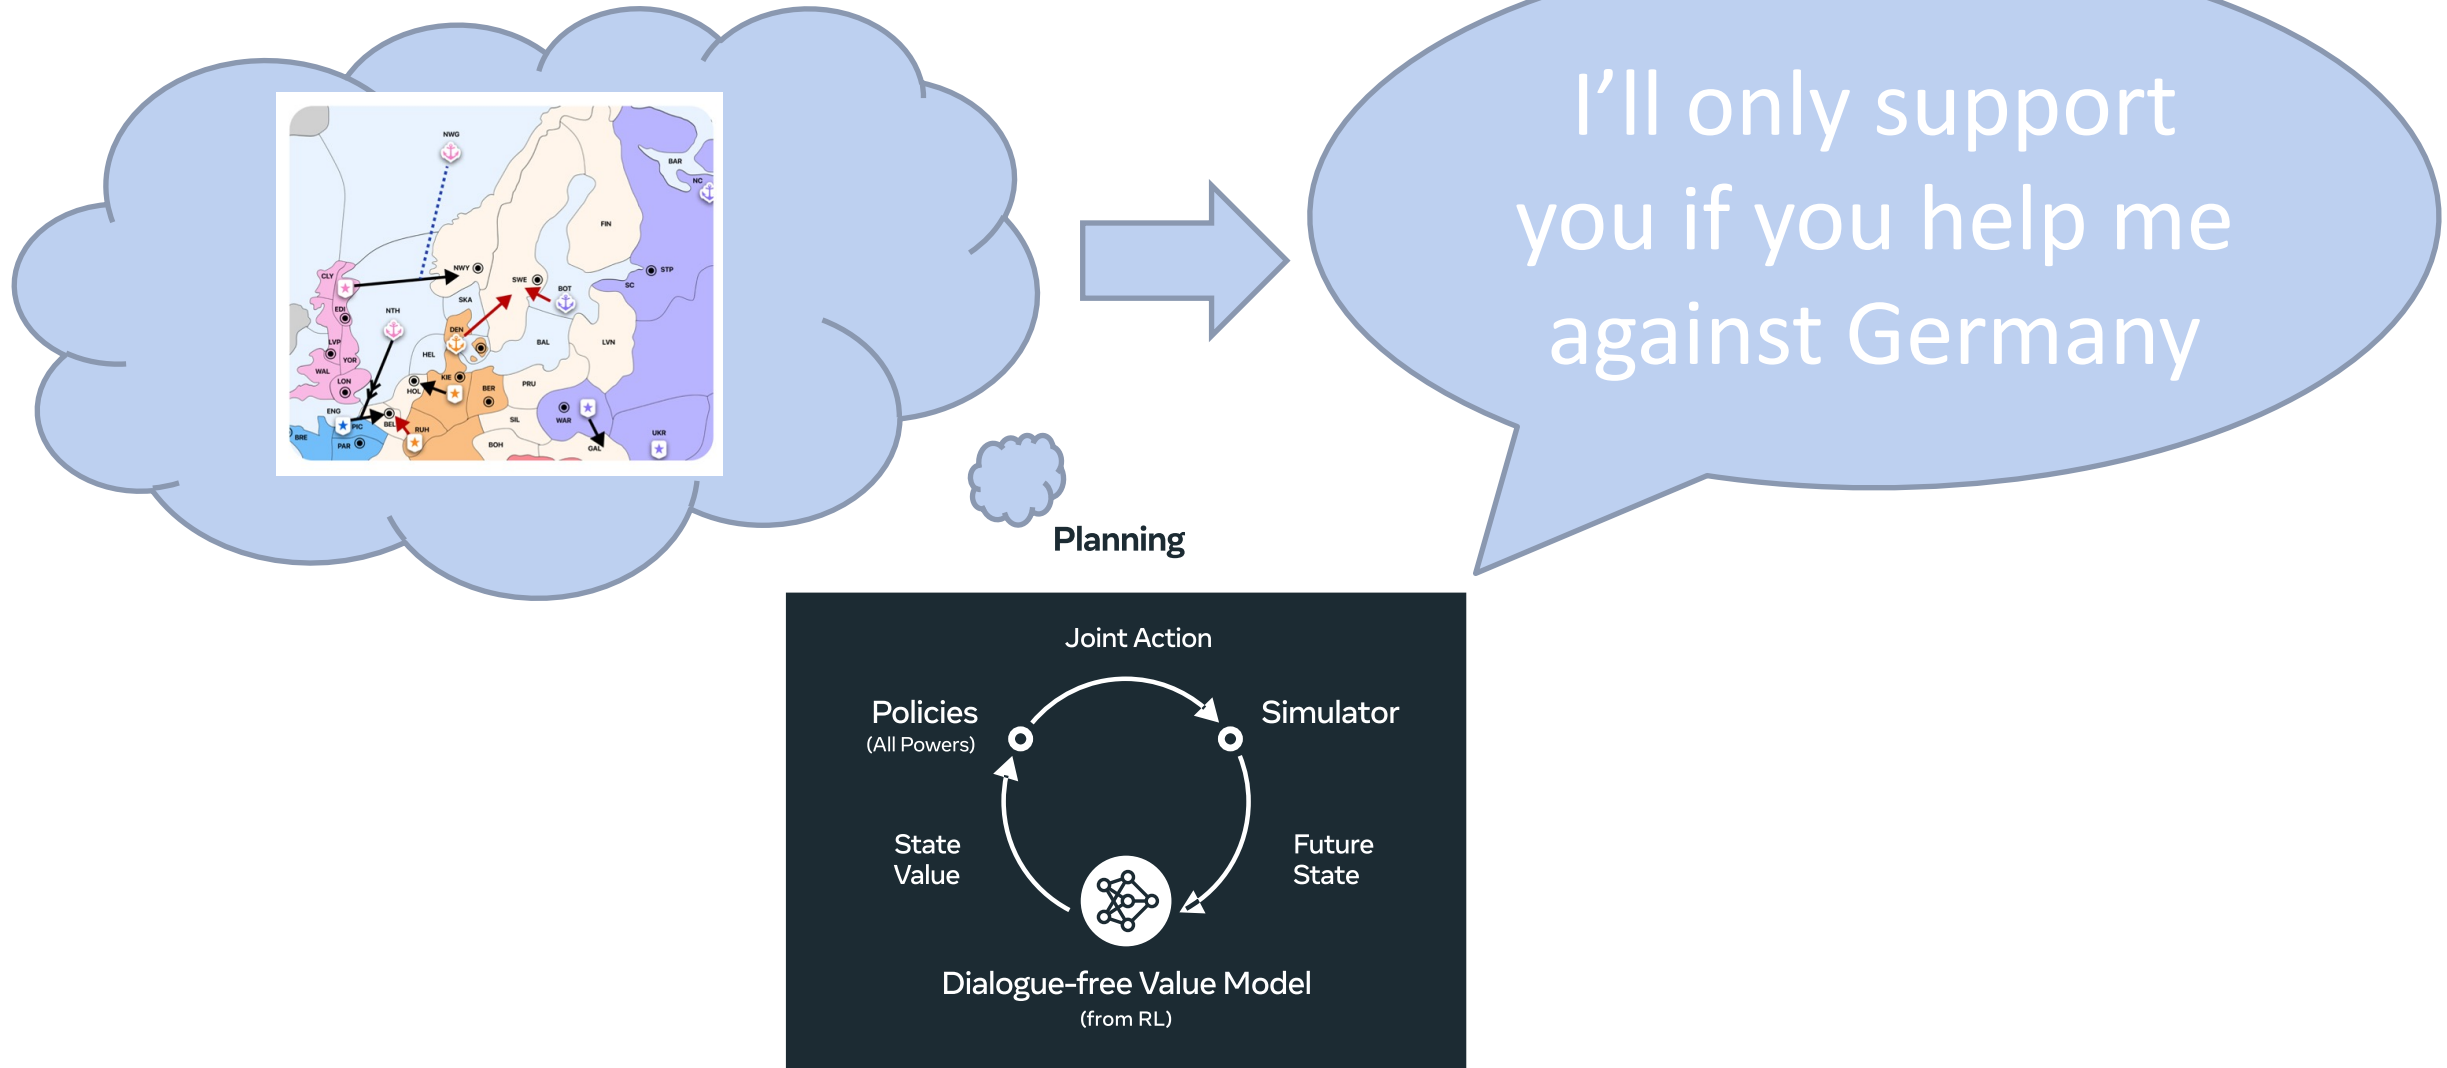 NWG
BAR
NC
FIN
CLY
NWY
SWE
STP
BOT
SC
SKA
EDI
NTH
DEN
LVP
HEL
BAL
LVN
YOR
WAL
KIE
LON
HOL
BER
PRU
ENG
PIC
BEL
SIL
WAR
BRE
PAR
RUH
BOH
GAL
UKR
I’ll only support
you if you help me
against Germany
Planning
Joint Action
Policies
(All Powers)
Simulator
State
Value
Future
State
Dialogue-free Value Model
(from RL)